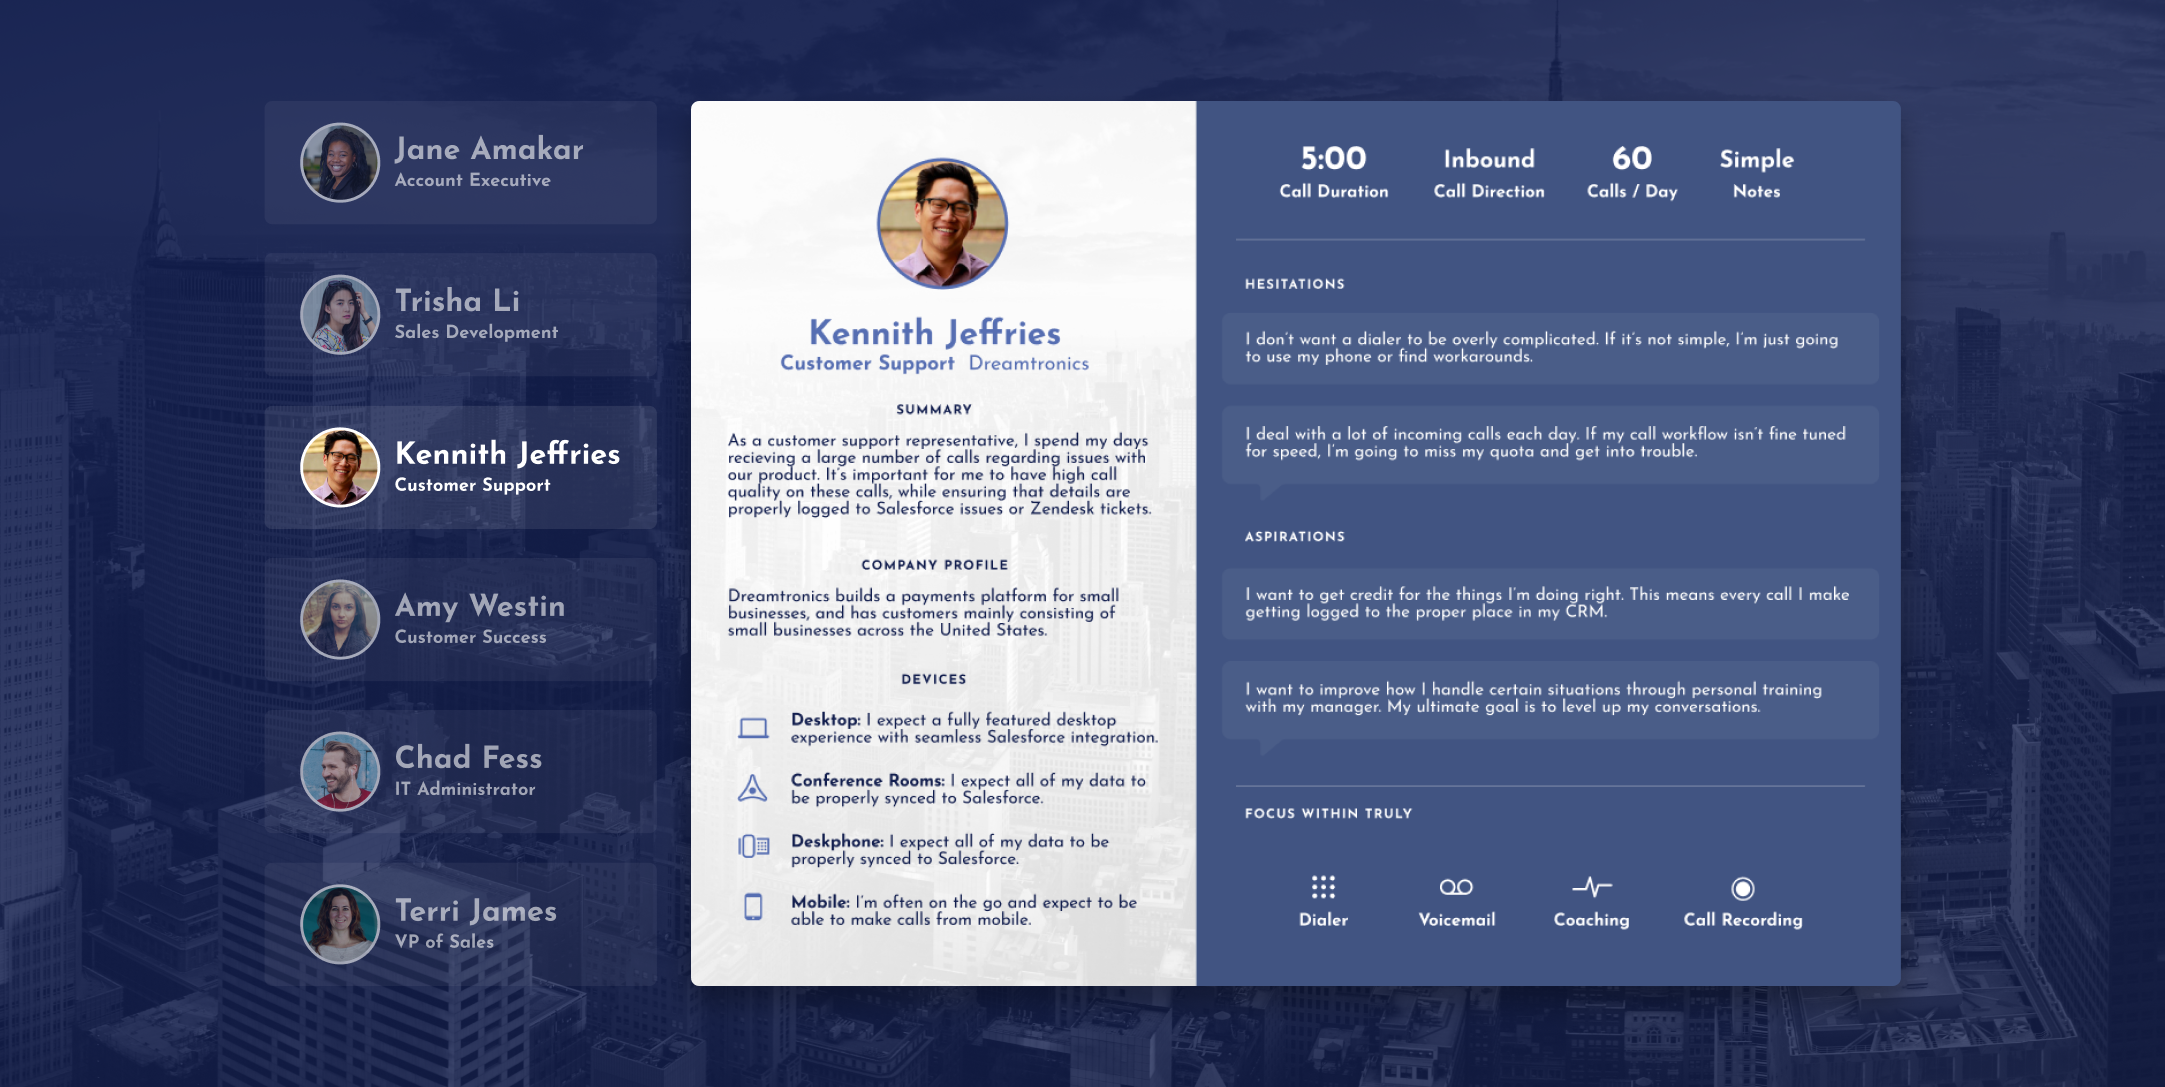 Jane Amakar
Account Executive
Trisha Li
Sales Development
Kennith Jeffries
Customer Support
Amy Westin
Customer Success
Chad Fess
IT Administrator
Terri James
VP of Sales
Kennith Jeffries
Customer Support Dreamtronics
SUMMARY
As a customer support representative, I spend my days
recieving a large number of calls regarding issues with
our product. It's important for me to have high call
quality on these calls, while ensuring that details are
properly logged to Salesforce issues or Zendesk tickets.
COMPANY PROFILE
Dreamtronics builds a payments platform for small
businesses, and has customers mainly consisting of
small businesses across the United States.
DEVICES
Desktop: I expect a fully featured desktop
experience with seamless Salesforce integration.
Conference Rooms: I expect all of my data to
be properly synced to Salesforce.
Deskphone: I expect all of my data to be
properly synced to Salesforce.
Mobile: I'm often on the go and expect to be
able to make calls from mobile.
5:00 Inbound 60 Simple
Call Duration Call Direction Calls / Day Notes
HESITATIONS
I don't want a dialer to be overly complicated. If it's not simple, I'm just going
to use my phone or find workarounds.
I deal with a lot of incoming calls each day. If my call workflow isn't fine tuned
for speed, I'm going to miss my quota and get into trouble.
ASPIRATIONS
I want to get credit for the things I'm doing right. This means every call I make
getting logged to the proper place in my CRM.
I want to improve how I handle certain situations through personal training
with my manager. My ultimate goal is to level up my conversations.
FOCUS WITHIN TRULY
Dialer Voicemail Coaching Call Recording